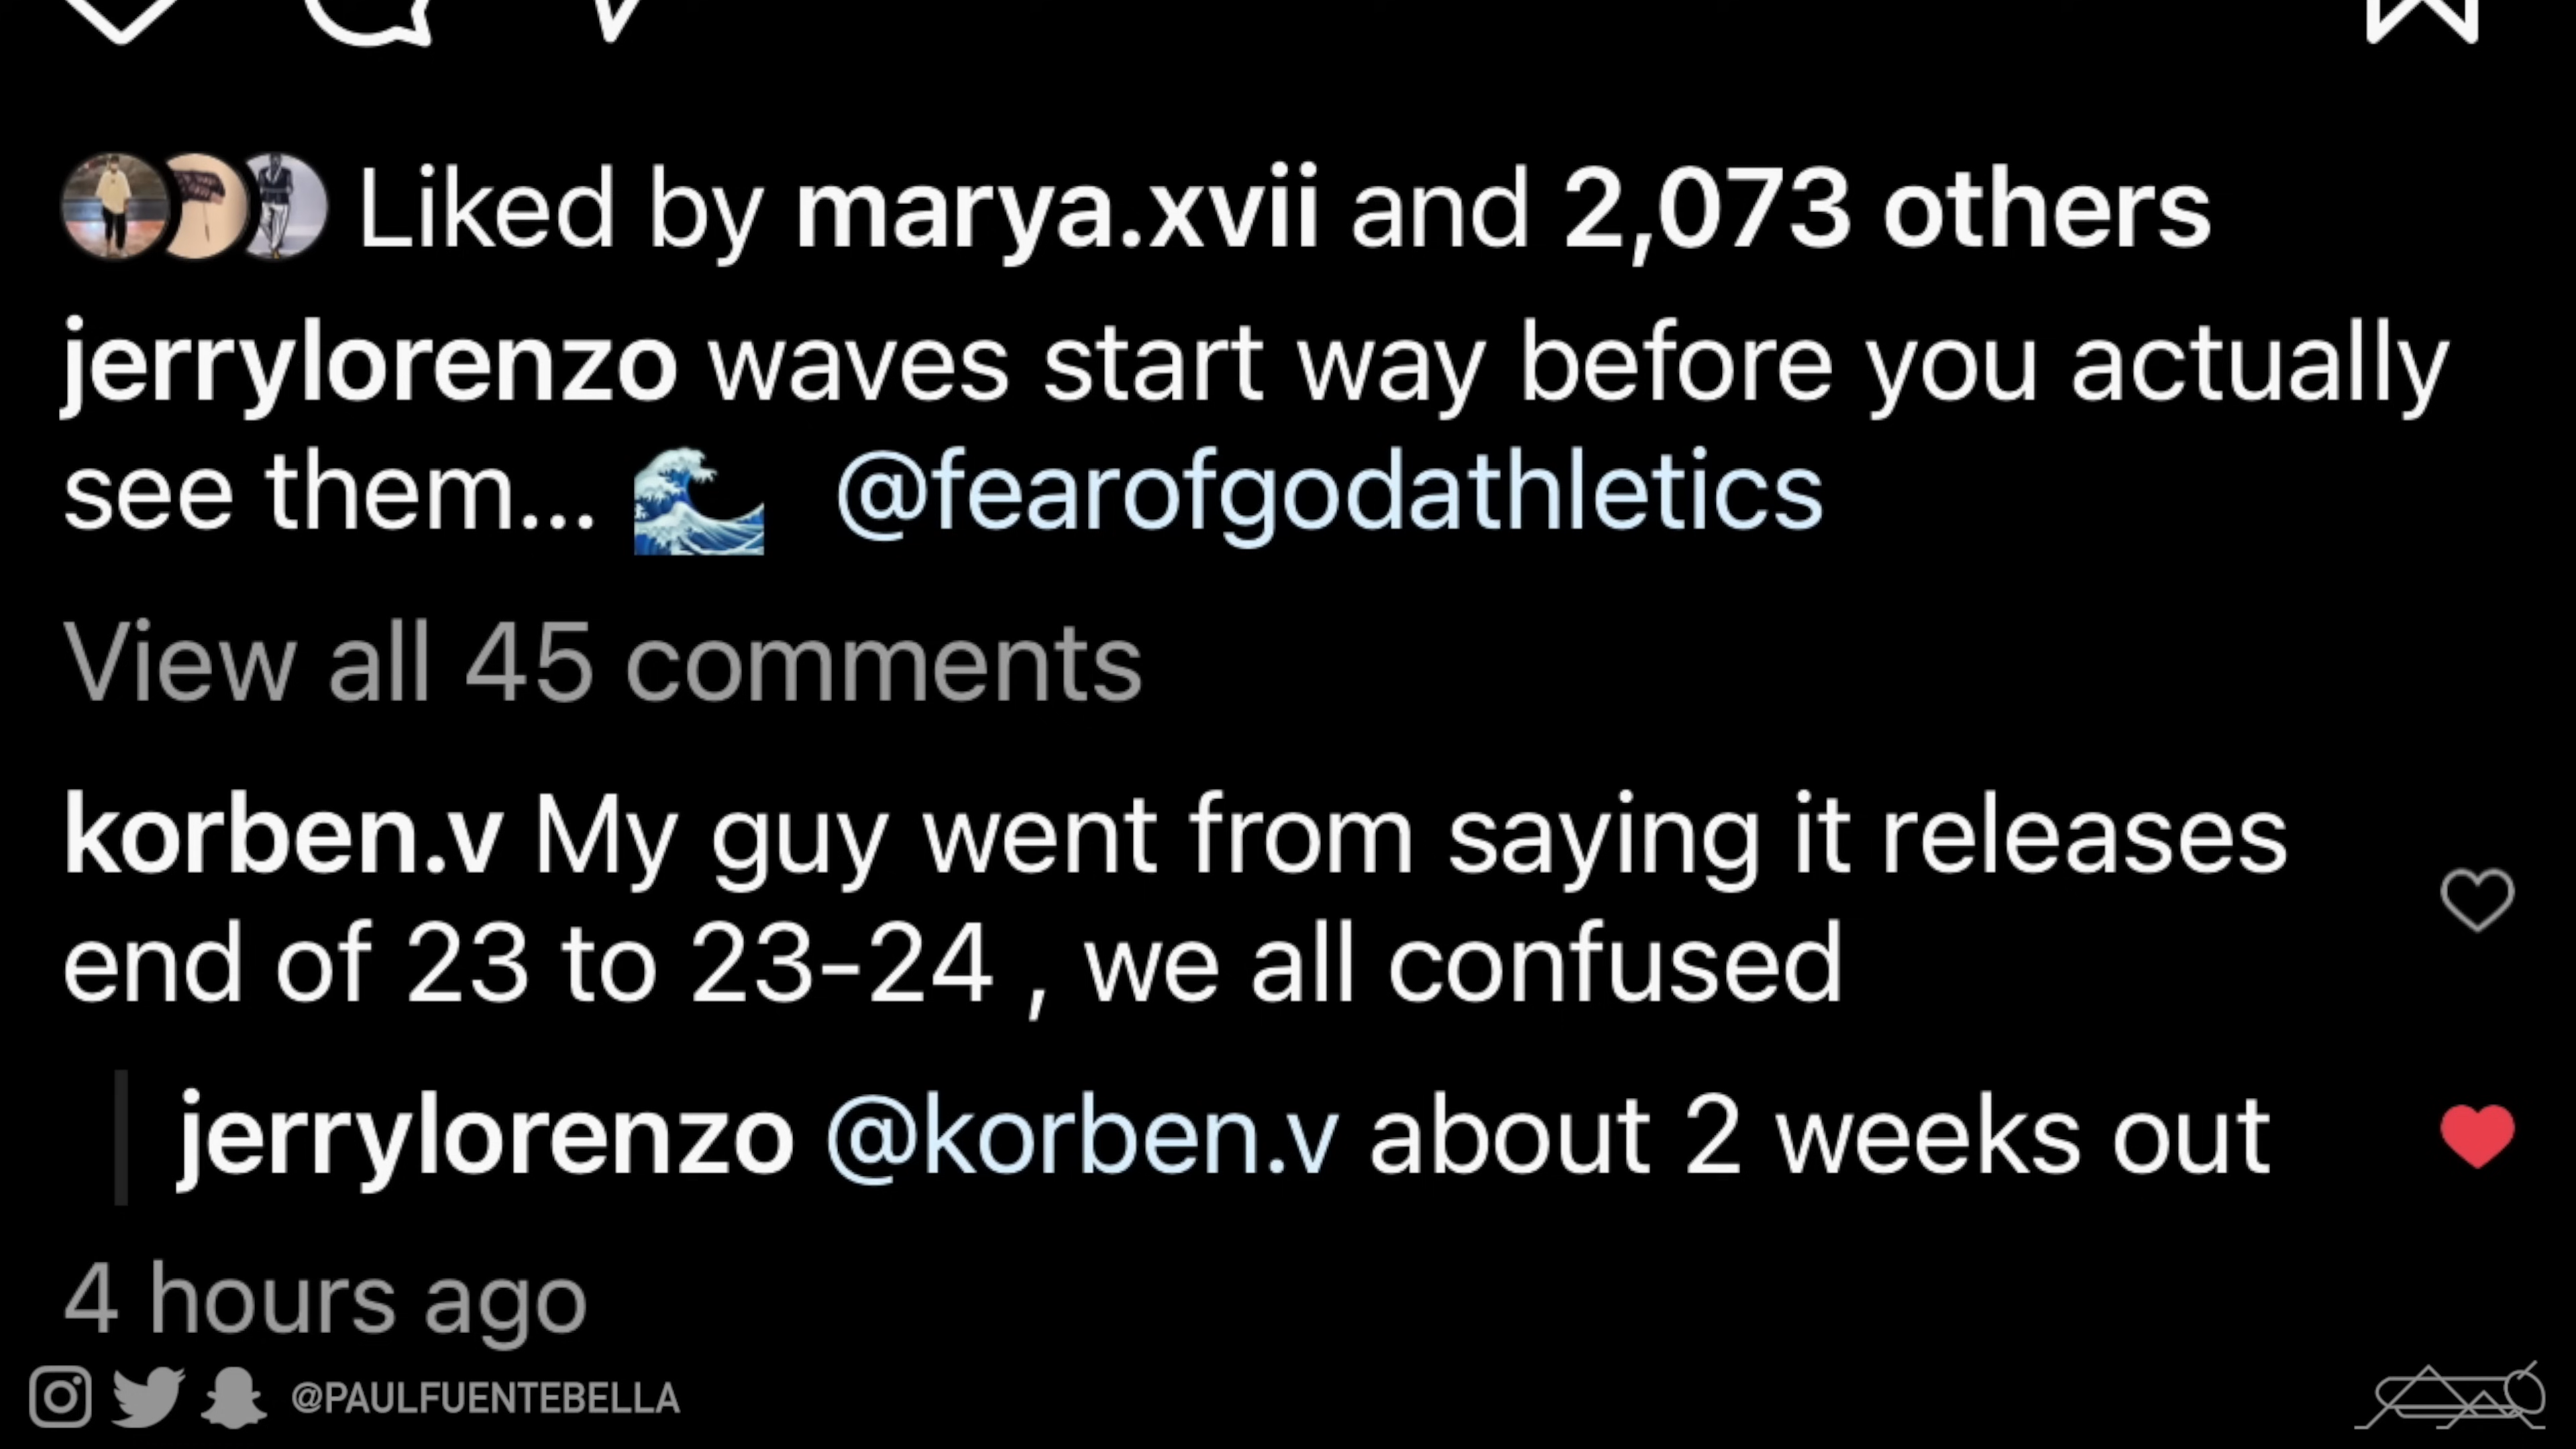 Liked by marya.xvii and 2,073 others
jerrylorenzo waves start way before you actually
see them... 🌊 @fearofgodathletics
View all 45 comments
korben.v My guy went from saying it releases
end of 23 to 23-24 , we all confused
jerrylorenzo @korben.v about 2 weeks out
4 hours ago
@PAULFUENTEBELLA